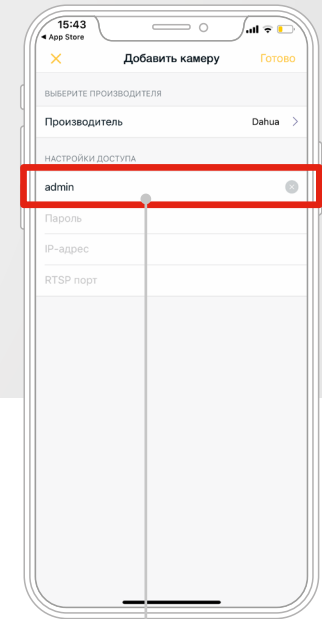 15:43
◀ App Store
Добавить камеру
Готово
ВЫБЕРИТЕ ПРОИЗВОДИТЕЛЯ
Производитель Dahua
НАСТРОЙКИ ДОСТУПА
admin
Пароль
IP-адрес
RTSP порт